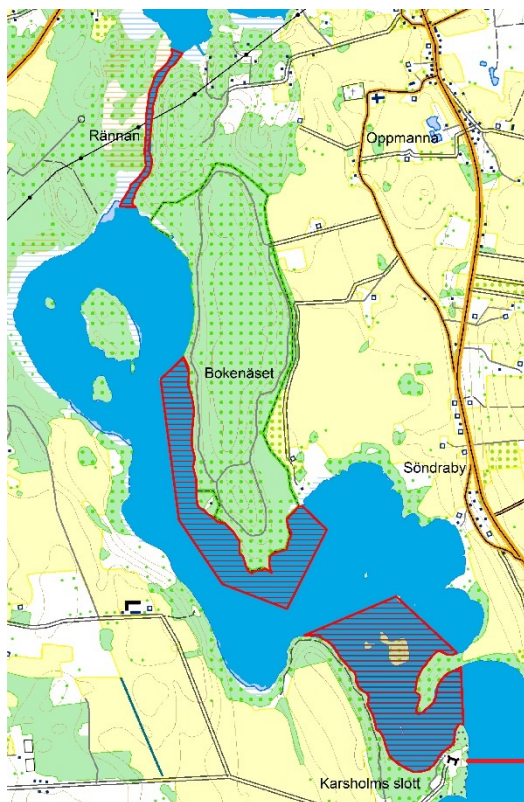 Rännan
Oppmanna
Bokenäset
Söndraby
Karsholms slott